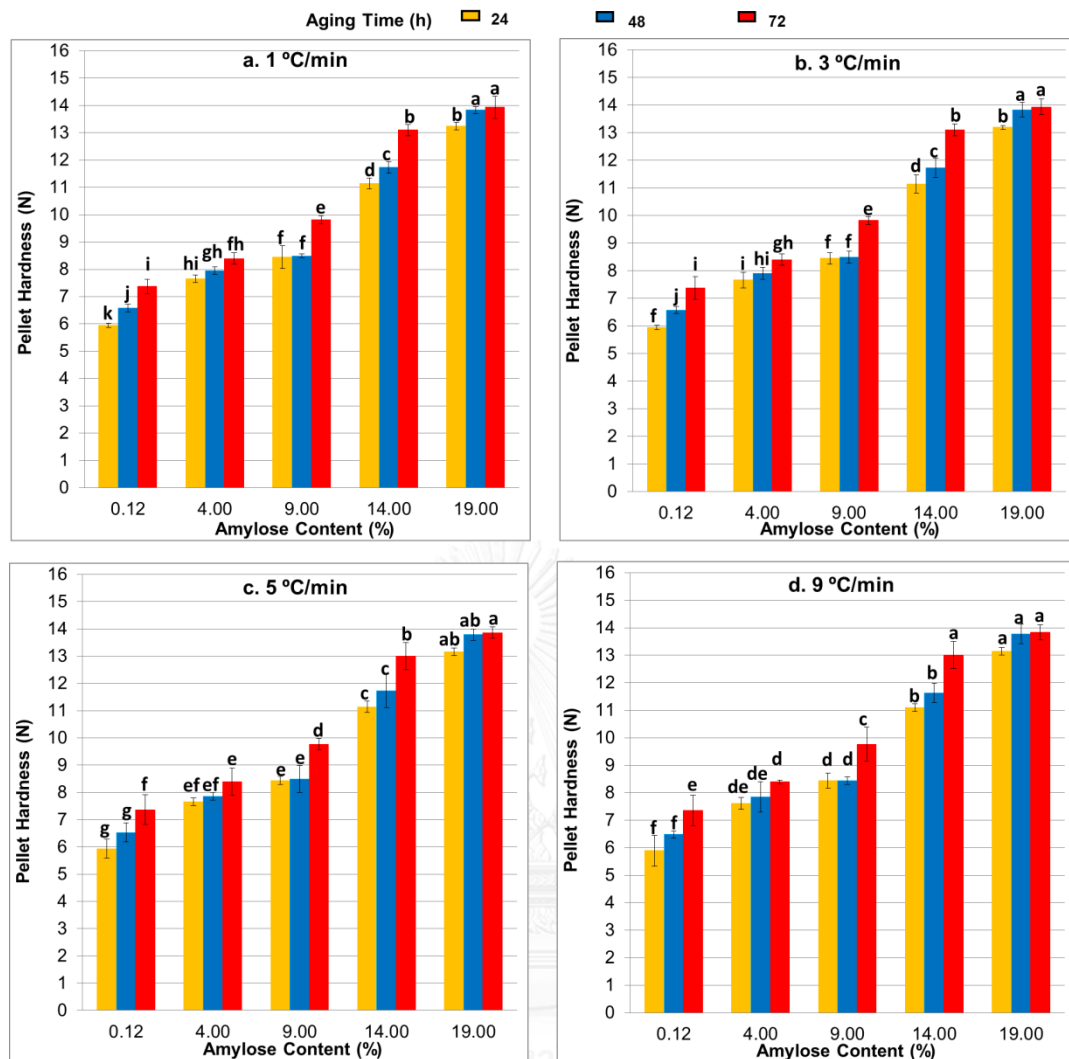 Aging Time (h) 24 48 72
a. 1 ºC/min
Pellet Hardness (N)
16
15
14
13
12
11
10
9
8
7
6
5
4
3
2
1
0
k j i
hi gh fh
f f e
d c b
b a a
0.12 4.00 9.00 14.00 19.00
Amylose Content (%)
b. 3 ºC/min
Pellet Hardness (N)
16
15
14
13
12
11
10
9
8
7
6
5
4
3
2
1
0
f j i
i hi gh
f f e
d c b
b a a
0.12 4.00 9.00 14.00 19.00
Amylose Content (%)
c. 5 ºC/min
Pellet Hardness (N)
16
15
14
13
12
11
10
9
8
7
6
5
4
3
2
1
0
g g f
ef ef e
e e d
c c b
ab ab a
0.12 4.00 9.00 14.00 19.00
Amylose Content (%)
d. 9 ºC/min
Pellet Hardness (N)
16
15
14
13
12
11
10
9
8
7
6
5
4
3
2
1
0
f f e
de de d
d d c
b b a
a a a
0.12 4.00 9.00 14.00 19.00
Amylose Content (%)